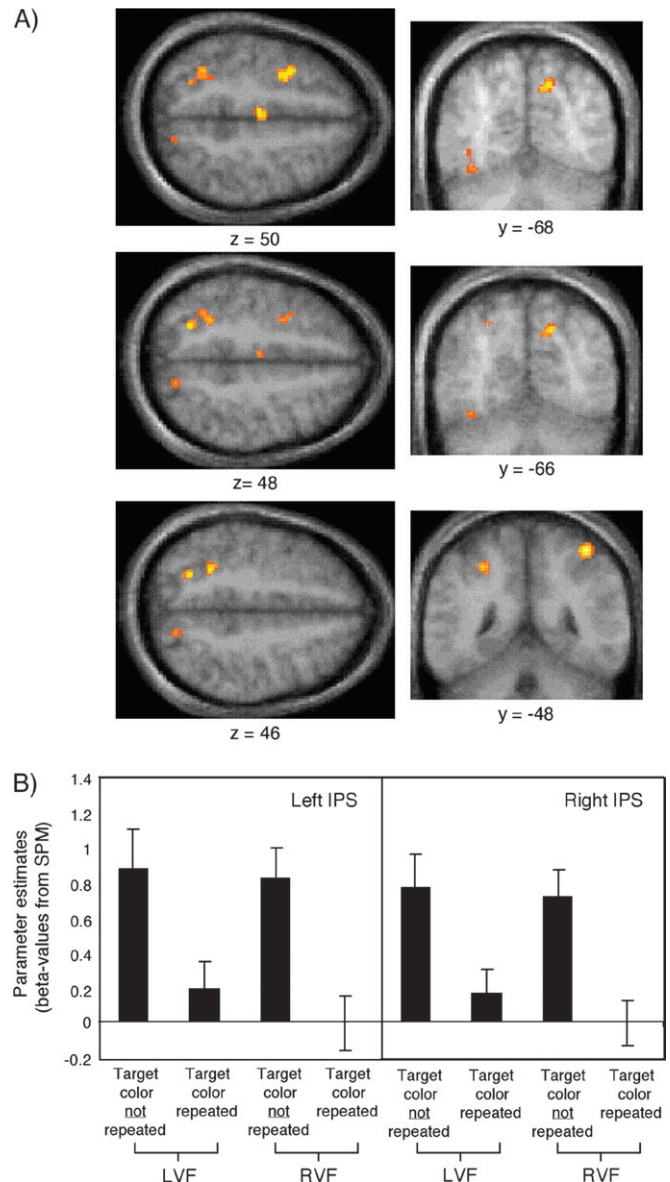 A)
z = 50
y = -68
z= 48
y = -66
z = 46
y = -48
B)
Parameter estimates
(beta-values from SPM)
1.4
1.2
1
0.8
0.6
0.4
0.2
0
-0.2
Left IPS
Right IPS
Target color not repeated
Target color repeated
Target color not repeated
Target color repeated
Target color not repeated
Target color repeated
Target color not repeated
Target color repeated
LVF
RVF
LVF
RVF